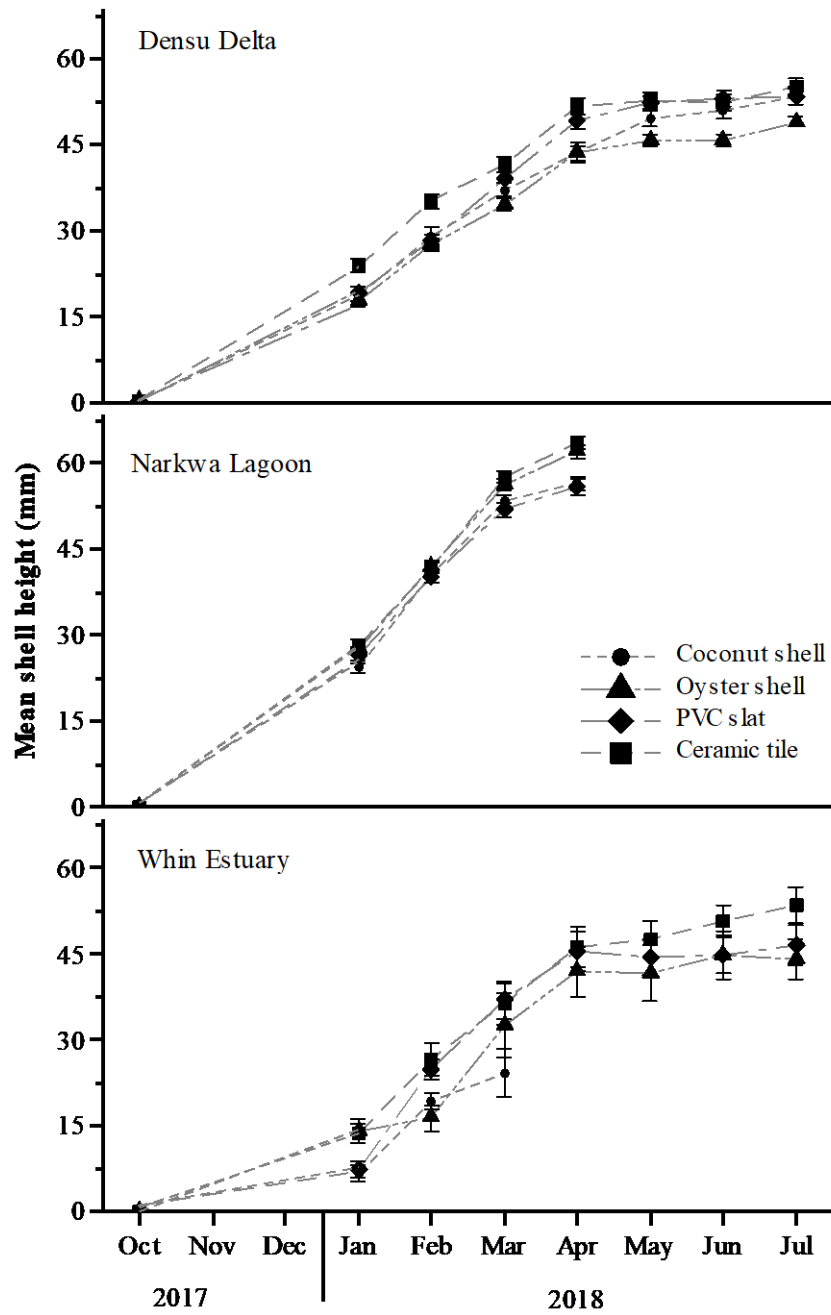 Densu Delta
60
45
30
15
0
Narkwa Lagoon
60
45
30
15
0
Mean shell height (mm)
Coconut shell
Oyster shell
PVC slat
Ceramic tile
Whin Estuary
60
45
30
15
0
Oct Nov Dec Jan Feb Mar Apr May Jun Jul
2017 2018